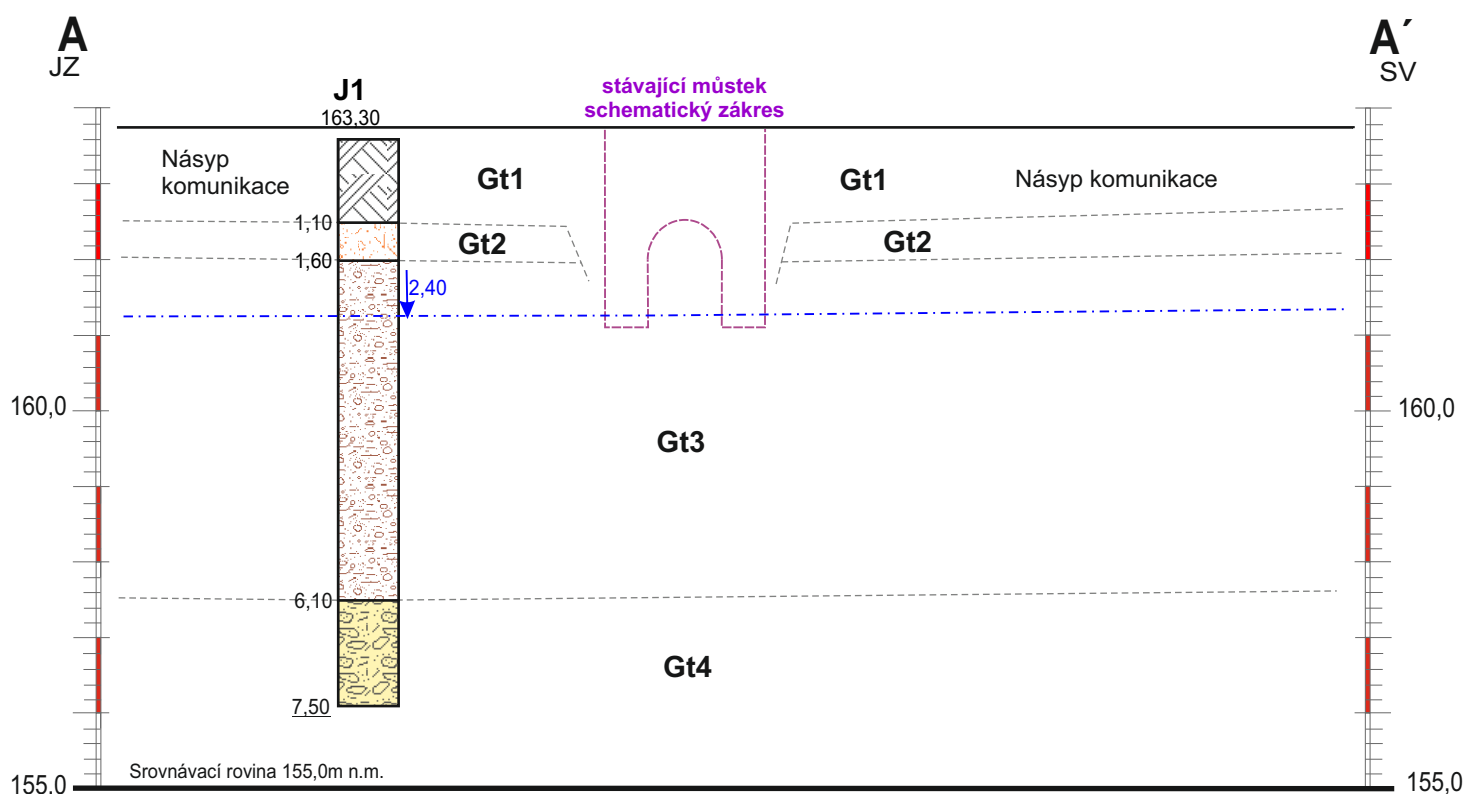 A
JZ
A´
SV
J1
163,30
stávající můstek
schematický zákres
Násyp
komunikace
Gt1
Gt1
Násyp komunikace
1,10
Gt2
Gt2
1,60
2,40
160,0
160,0
Gt3
6,10
Gt4
7,50
Srovnávací rovina 155,0m n.m.
155,0
155,0